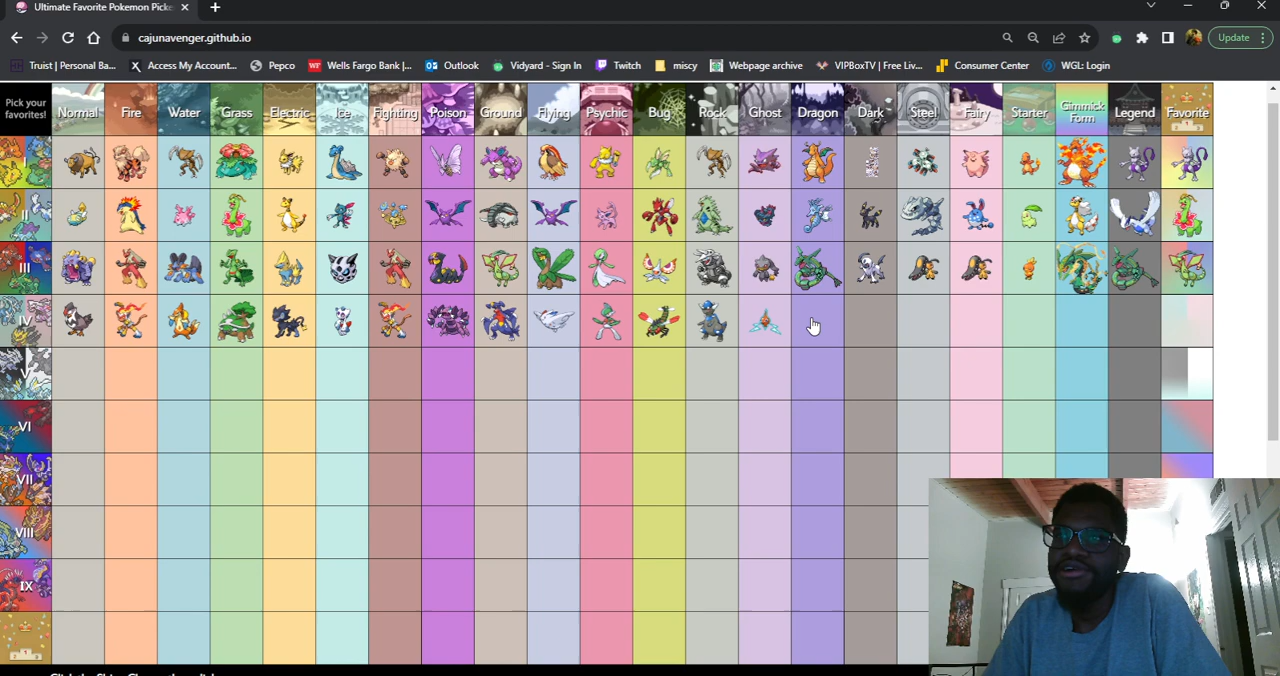 Ultimate Favorite Pokemon Picke
cajunavenger.github.io
Update
Truist | Personal Ba...
Access My Account...
Pepco
Wells Fargo Bank |...
Outlook
Vidyard - Sign In
Twitch
miscy
Webpage archive
VIPBoxTV | Free Liv...
Consumer Center
WGL: Login
Pick your favorites!
Normal
Fire
Water
Grass
Electric
Ice
Fighting
Poison
Ground
Flying
Psychic
Bug
Rock
Ghost
Dragon
Dark
Steel
Fairy
Starter
Gimmick Form
Legend
Favorite
I
II
III
IV
V
VI
VII
VIII
IX